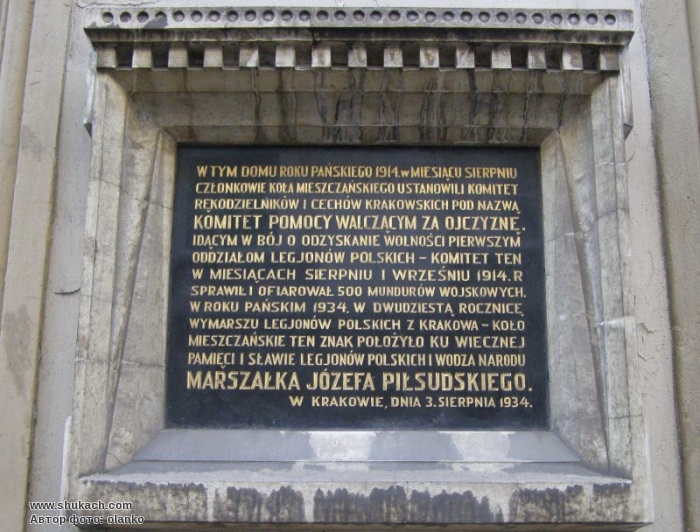 W TYM DOMU ROKU PAŃSKIEGO 1914. W MIESIĄCU SIERPNIU
CZŁONKOWIE KOŁA MIESZCZAŃSKIEGO USTANOWILI KOMITET
RĘKODZIELNIKÓW I CECHÓW KRAKOWSKICH POD NAZWĄ
KOMITET POMOCY WALCZĄCYM ZA OJCZYZNĘ.
IDĄCYM W BÓJ O ODZYSKANIE WOLNOŚCI PIERWSZYM
ODDZIAŁOM LEGJONÓW POLSKICH – KOMITET TEN
W MIESIĄCACH SIERPNIU I WRZEŚNIU 1914. R
SPRAWIŁ I OFIAROWAŁ 500 MUNDURÓW WOJSKOWYCH.
W ROKU PAŃSKIM 1934. W DWUDZIESTĄ ROCZNICĘ
WYMARSZU LEGJONÓW POLSKICH Z KRAKOWA – KOŁO
MIESZCZAŃSKIE TEN ZNAK POŁOŻYŁO KU WIECZNEJ
PAMIĘCI I SŁAWIE LEGJONÓW POLSKICH I WODZA NARODU
MARSZAŁKA JÓZEFA PIŁSUDSKIEGO.
W KRAKOWIE, DNIA 3. SIERPNIA 1934.
www.shukach.com
Автор фото: olanko